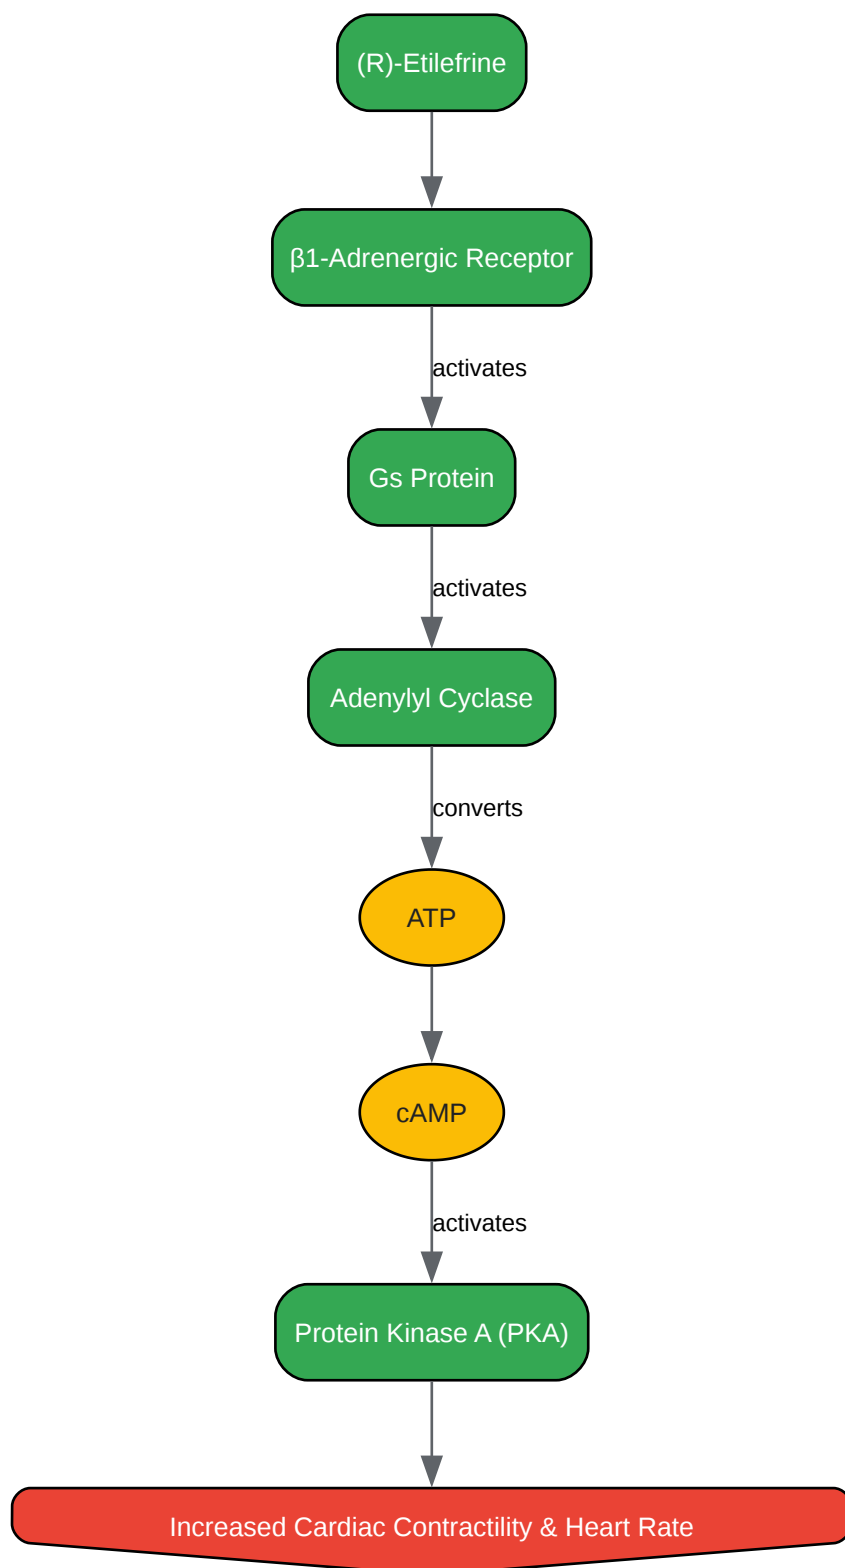 (R)-Etilefrine
β1-Adrenergic Receptor
activates
Gs Protein
activates
Adenylyl Cyclase
converts
ATP
cAMP
activates
Protein Kinase A (PKA)
Increased Cardiac Contractility & Heart Rate